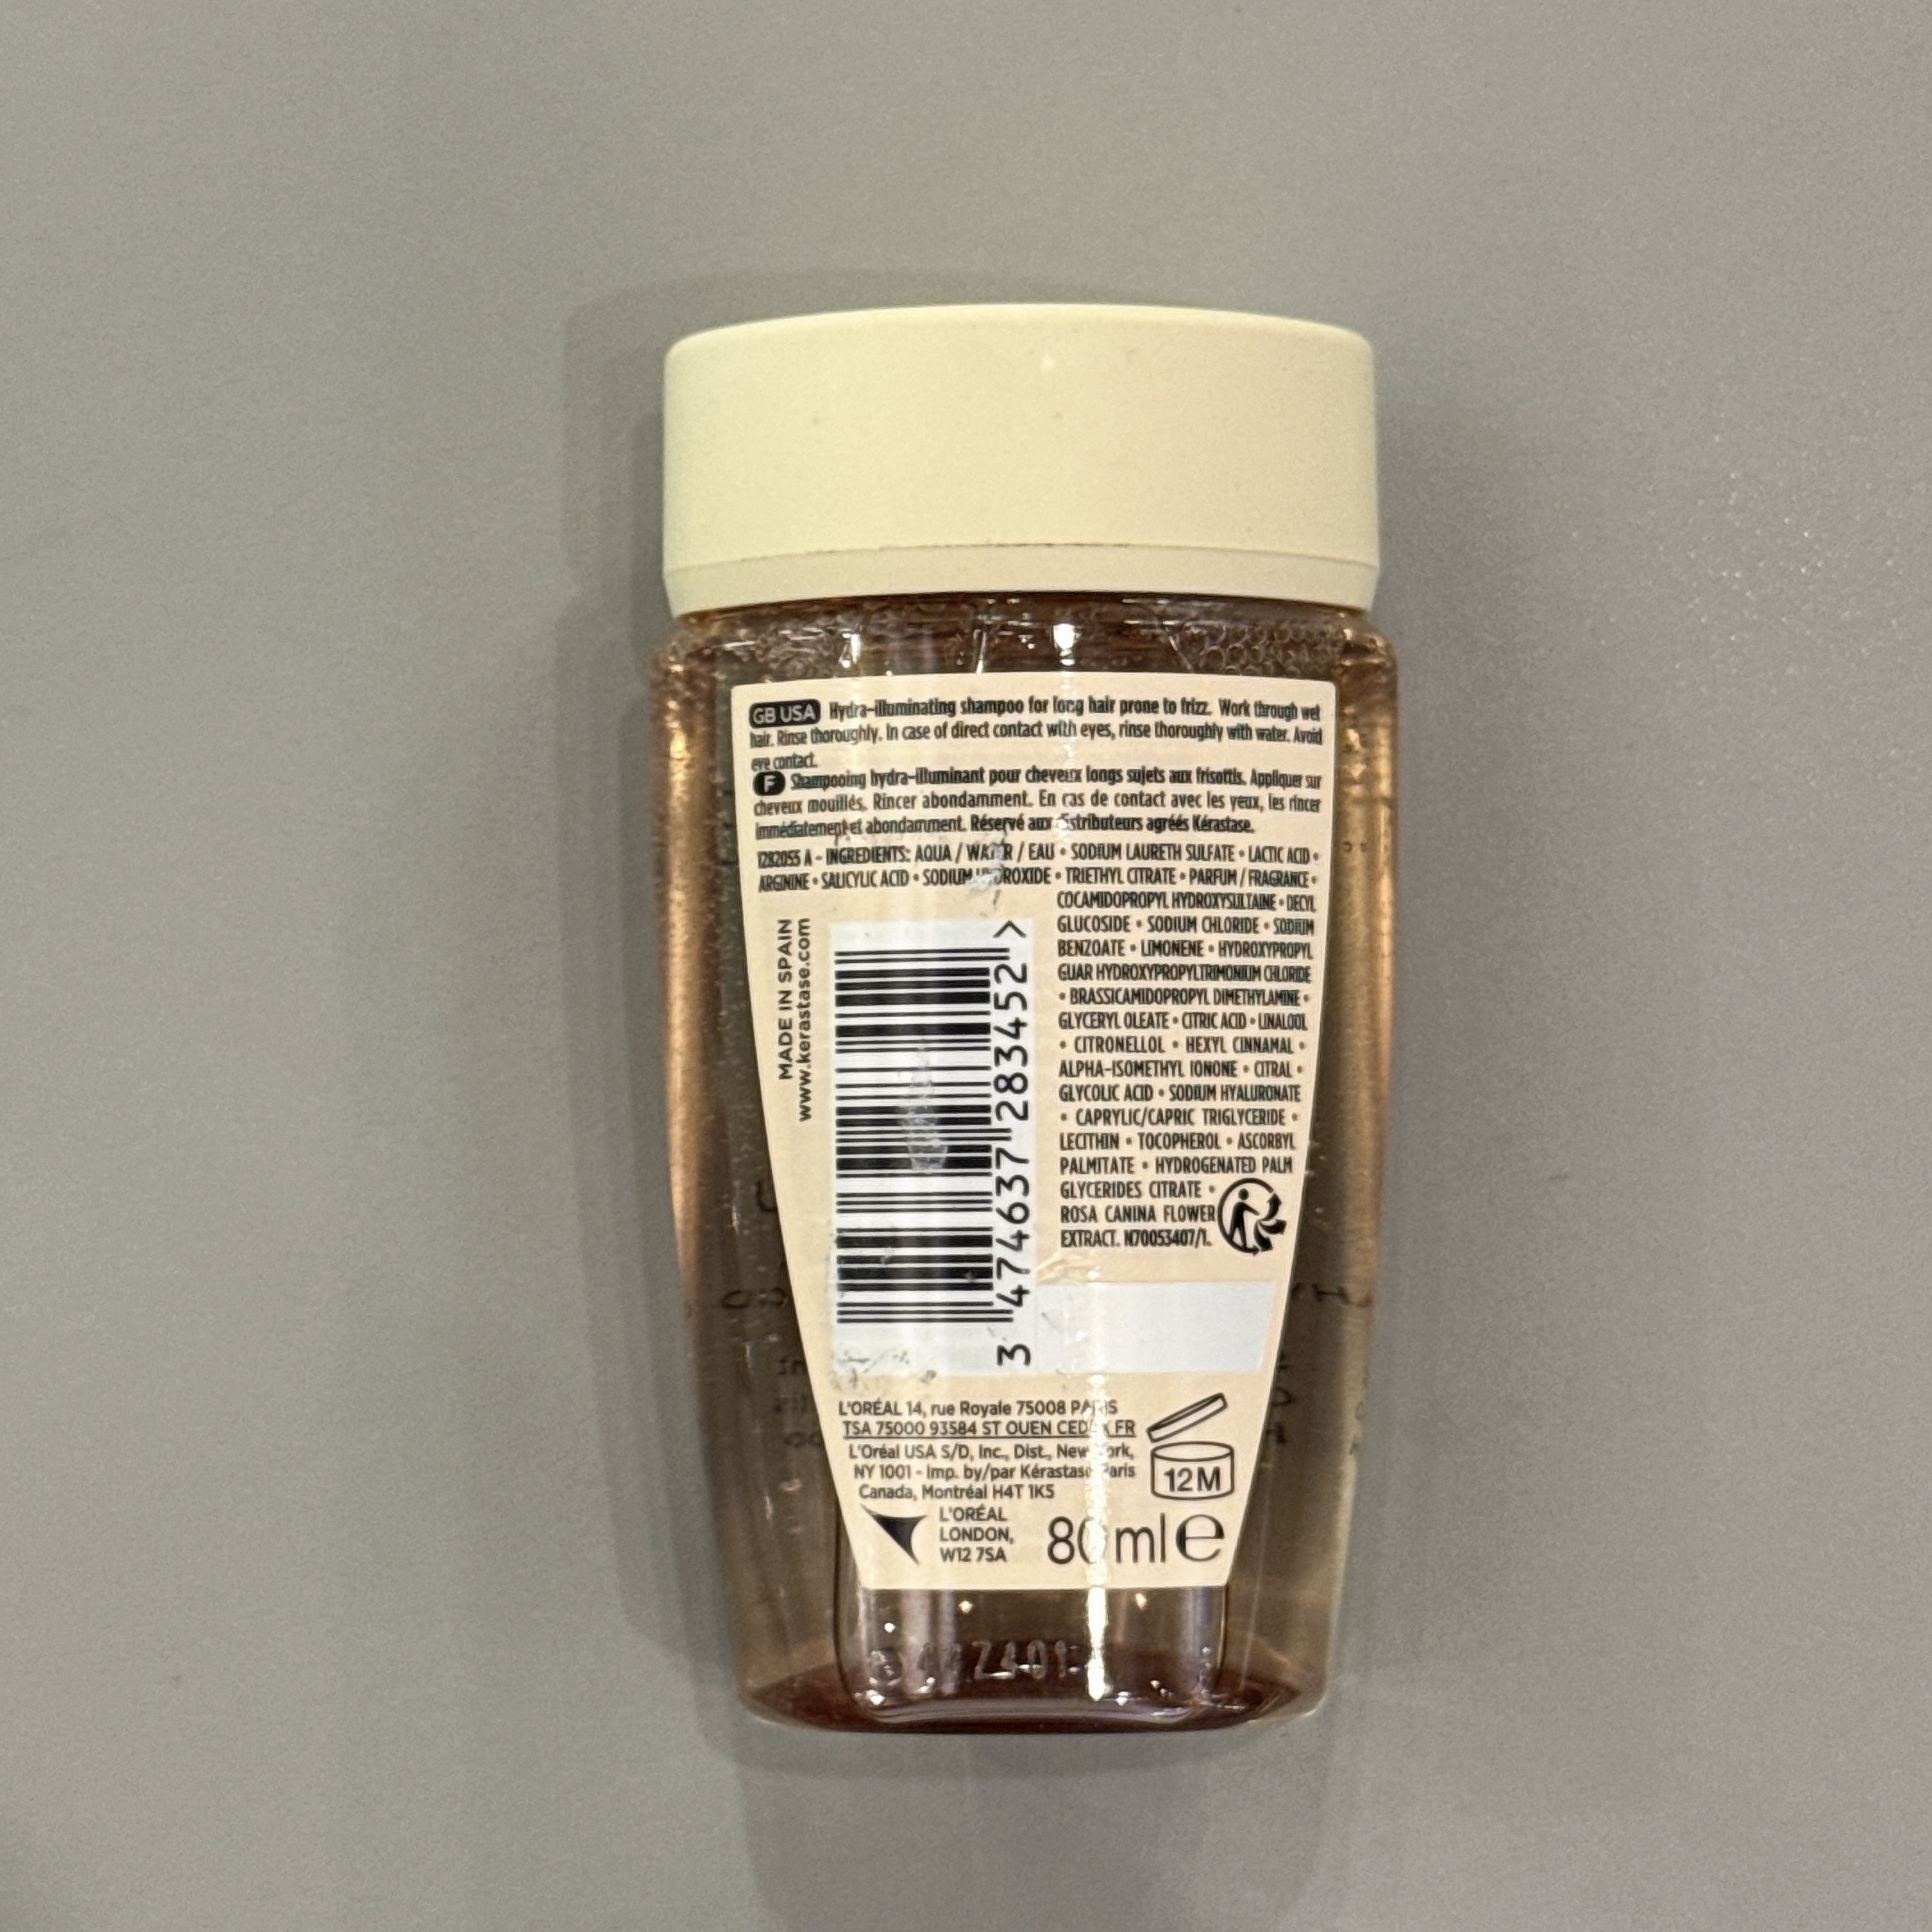 GB USA Hydra-illuminating shampoo for long hair prone to frizz. Work through wet
hair. Rinse thoroughly. In case of direct contact with eyes, rinse thoroughly with water. Avoid
eye contact.
F Shampooing hydra-illuminant pour cheveux longs sujets aux frisottis. Appliquer sur
cheveux mouillés. Rincer abondamment. En cas de contact avec les yeux, les rincer
immédiatement et abondamment. Réservé aux distributeurs agréés Kérastase.
1282055 A - INGREDIENTS: AQUA / WATER / EAU • SODIUM LAURETH SULFATE • LACTIC ACID •
ARGININE • SALICYLIC ACID • SODIUM HYDROXIDE • TRIETHYL CITRATE • PARFUM / FRAGRANCE •
COCAMIDOPROPYL HYDROXYSULTAINE • DECYL
GLUCOSIDE • SODIUM CHLORIDE • SODIUM
BENZOATE • LIMONENE • HYDROXYPROPYL
GUAR HYDROXYPROPYLTRIMONIUM CHLORIDE
• BRASSICAMIDOPROPYL DIMETHYLAMINE •
GLYCERYL OLEATE • CITRIC ACID • LINALOOL
• CITRONELLOL • HEXYL CINNAMAL •
ALPHA-ISOMETHYL IONONE • CITRAL •
GLYCOLIC ACID • SODIUM HYALURONATE
• CAPRYLIC/CAPRIC TRIGLYCERIDE •
LECITHIN • TOCOPHEROL • ASCORBYL
PALMITATE • HYDROGENATED PALM
GLYCERIDES CITRATE •
ROSA CANINA FLOWER
EXTRACT. N70053407/1.
MADE IN SPAIN
www.kerastase.com
3 474637 283452 >
L'ORÉAL 14, rue Royale 75008 PARIS
TSA 75000 93584 ST OUEN CEDEX FR
L'Oréal USA S/D, Inc., Dist., New York,
NY 1001 - Imp. by/par Kérastase Paris
Canada, Montréal H4T 1K5
12M
L'ORÉAL
LONDON,
W12 7SA
80 ml e